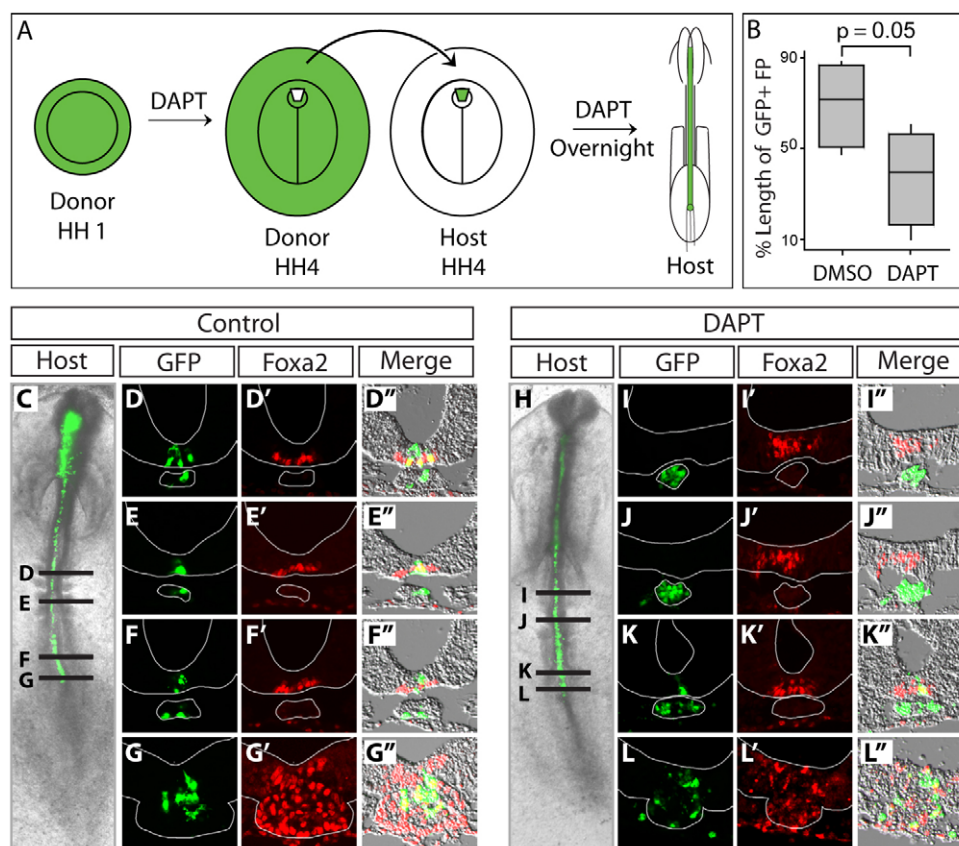 A
DAPT
Donor
HH 1
Donor
HH4
Host
HH4
DAPT
Overnight
Host
B
p = 0.05
% Length of GFP+ FP
90
50
10
DMSO
DAPT
Control
Host
GFP
Foxa2
Merge
C
D
E
F
G
D
D′
D″
E
E′
E″
F
F′
F″
G
G′
G″
DAPT
Host
GFP
Foxa2
Merge
H
I
J
K
L
I
I′
I″
J
J′
J″
K
K′
K″
L
L′
L″